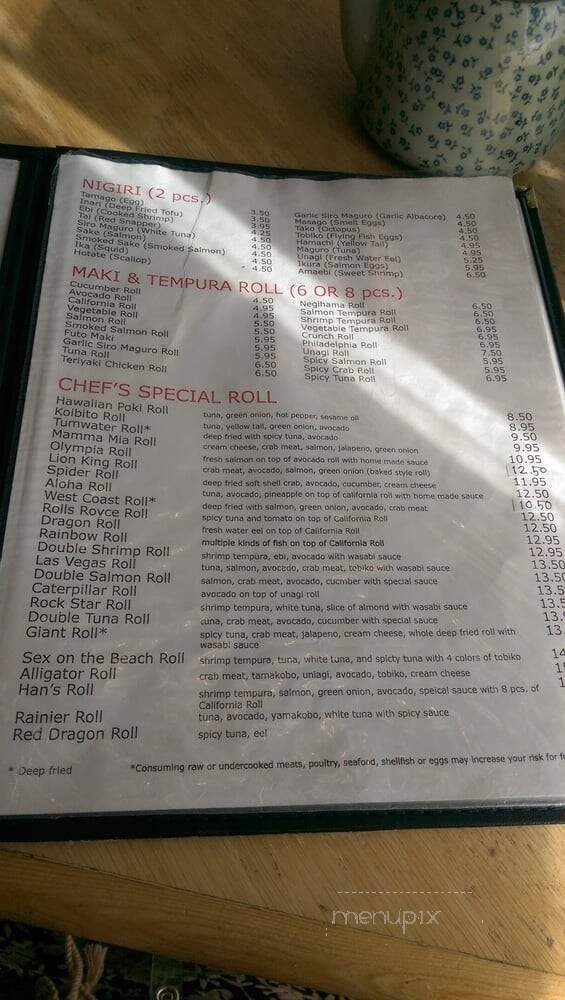 NIGIRI (2 pcs.)
Tamago (Egg) 3.50
Inari (Deep Fried Tofu) 3.50
Ebi (Cooked Shrimp) 3.95
Tai (Red Snapper) 4.25
Siro Maguro (White Tuna) 4.50
Sake (Salmon) 4.50
Smoked Sake (Smoked Salmon) 4.50
Ika (Squid) 4.50
Hotate (Scallop) 4.50
Garlic Siro Maguro (Garlic Albacore) 4.50
Masago (Smelt Eggs) 4.50
Tako (Octopus) 4.50
Tobiko (Flying Fish Eggs) 4.50
Hamachi (Yellow Tail) 4.95
Maguro (Tuna) 4.95
Unagi (Fresh Water Eel) 5.25
Ikura (Salmon Eggs) 5.95
Amaebi (Sweet Shrimp) 6.50
MAKI & TEMPURA ROLL (6 OR 8 pcs.)
Cucumber Roll 4.50
Avocado Roll 4.95
California Roll 4.95
Vegetable Roll 5.50
Salmon Roll 5.50
Smoked Salmon Roll 5.95
Futo Maki 5.95
Garlic Siro Maguro Roll 5.95
Tuna Roll 6.50
Teriyaki Chicken Roll 6.50
Negihama Roll 6.50
Salmon Tempura Roll 6.50
Shrimp Tempura Roll 6.50
Vegetable Tempura Roll 6.95
Crunch Roll 6.95
Philadelphia Roll 6.95
Unagi Roll 7.50
Spicy Salmon Roll 5.95
Spicy Crab Roll 5.95
Spicy Tuna Roll 6.95
CHEF'S SPECIAL ROLL
Hawaiian Poki Roll tuna, green onion, hot pepper, sesame oil 8.50
Koibito Roll tuna, yellow tail, green onion, avocado 8.95
Tumwater Roll* deep fried with spicy tuna, avocado 9.50
Mamma Mia Roll cream cheese, crab meat, salmon, jalapeno, green onion 9.95
Olympia Roll fresh salmon on top of avocado roll with home made sauce 10.95
Lion King Roll crab meat, avocado, salmon, green onion (baked style roll) 12.50
Spider Roll deep fried soft shell crab, avocado, cucumber, cream cheese 11.95
Aloha Roll tuna, avocado, pineapple on top of california roll with home made sauce 12.50
West Coast Roll* deep fried with salmon, green onion, avocado, crab meat 10.50
Rolls Royce Roll spicy tuna and tomato on top of California Roll 12.50
Dragon Roll fresh water eel on top of California Roll 12.50
Rainbow Roll multiple kinds of fish on top of California Roll 12.95
Double Shrimp Roll shrimp tempura, ebi, avocado with wasabi sauce 12.95
Las Vegas Roll tuna, salmon, avocado, crab meat, tobiko with wasabi sauce 13.50
Double Salmon Roll salmon, crab meat, avocado, cucmber with special sauce 13.50
Caterpillar Roll avocado on top of unagi roll 13.5
Rock Star Roll shrimp tempura, white tuna, slice of almond with wasabi sauce 13.5
Double Tuna Roll tuna, crab meat, avocado, cucumber with special sauce 13.
Giant Roll* spicy tuna, crab meat, jalapeno, cream cheese, whole deep fried roll with 13.
wasabi sauce
Sex on the Beach Roll shrimp tempura, tuna, white tuna, and spicty tuna with 4 colors of tobiko 14
Alligator Roll crab meat, tamakobo, uniagi, avocado, tobiko, cream cheese
Han's Roll shrimp tempura, salmon, green onion, avocado, speical sauce with 8 pcs. of
California Roll
Rainier Roll tuna, avocado, yamakobo, white tuna with spicy sauce
Red Dragon Roll spicy tuna, eel
* Deep fried *Consuming raw or undercooked meats, poultry, seafond, shellfish or eggs may increase your risk for
menupix